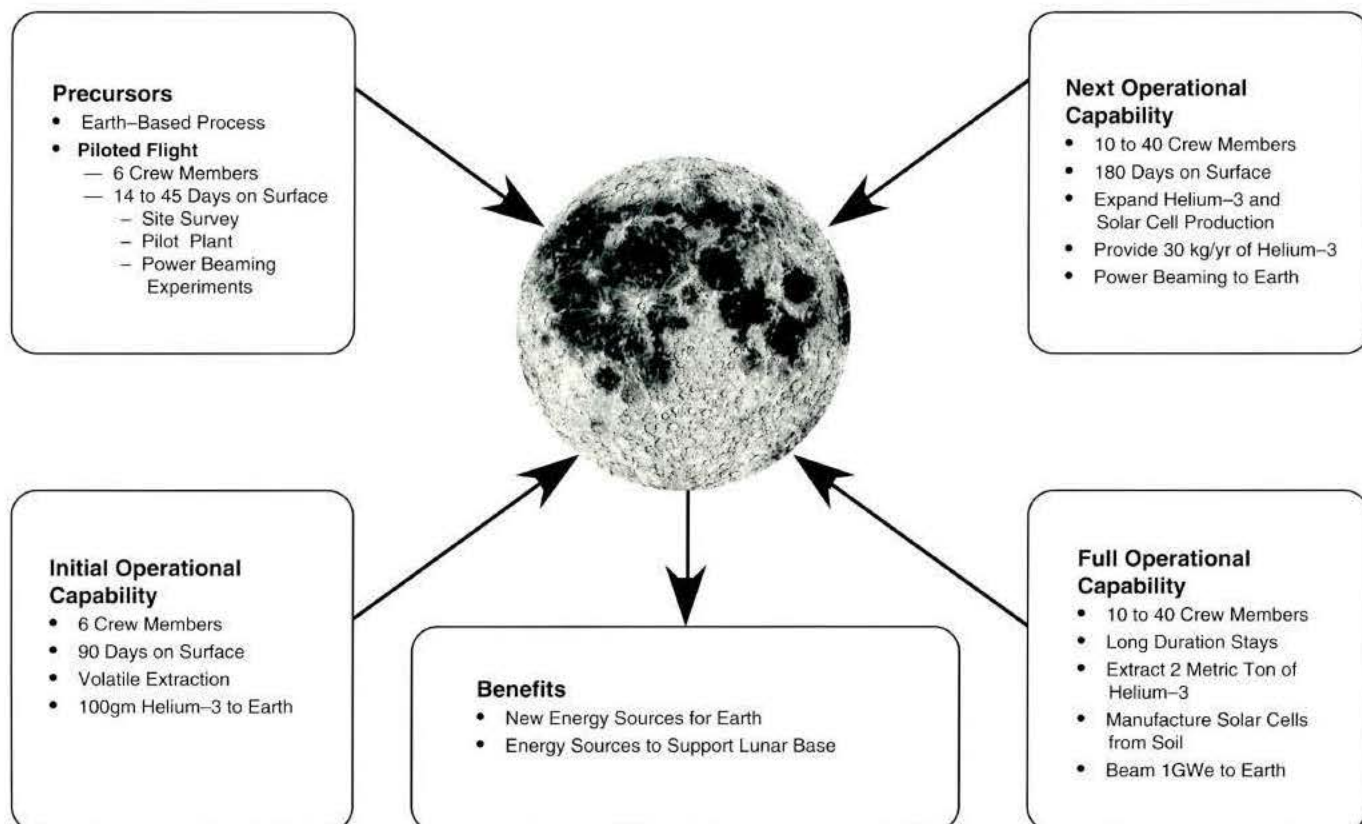 Precursors
• Earth–Based Process
• Piloted Flight
— 6 Crew Members
— 14 to 45 Days on Surface
– Site Survey
– Pilot Plant
– Power Beaming
Experiments
Next Operational
Capability
• 10 to 40 Crew Members
• 180 Days on Surface
• Expand Helium–3 and
Solar Cell Production
• Provide 30 kg/yr of Helium–3
• Power Beaming to Earth
Initial Operational
Capability
• 6 Crew Members
• 90 Days on Surface
• Volatile Extraction
• 100gm Helium–3 to Earth
Benefits
• New Energy Sources for Earth
• Energy Sources to Support Lunar Base
Full Operational
Capability
• 10 to 40 Crew Members
• Long Duration Stays
• Extract 2 Metric Ton of
Helium–3
• Manufacture Solar Cells
from Soil
• Beam 1GWe to Earth